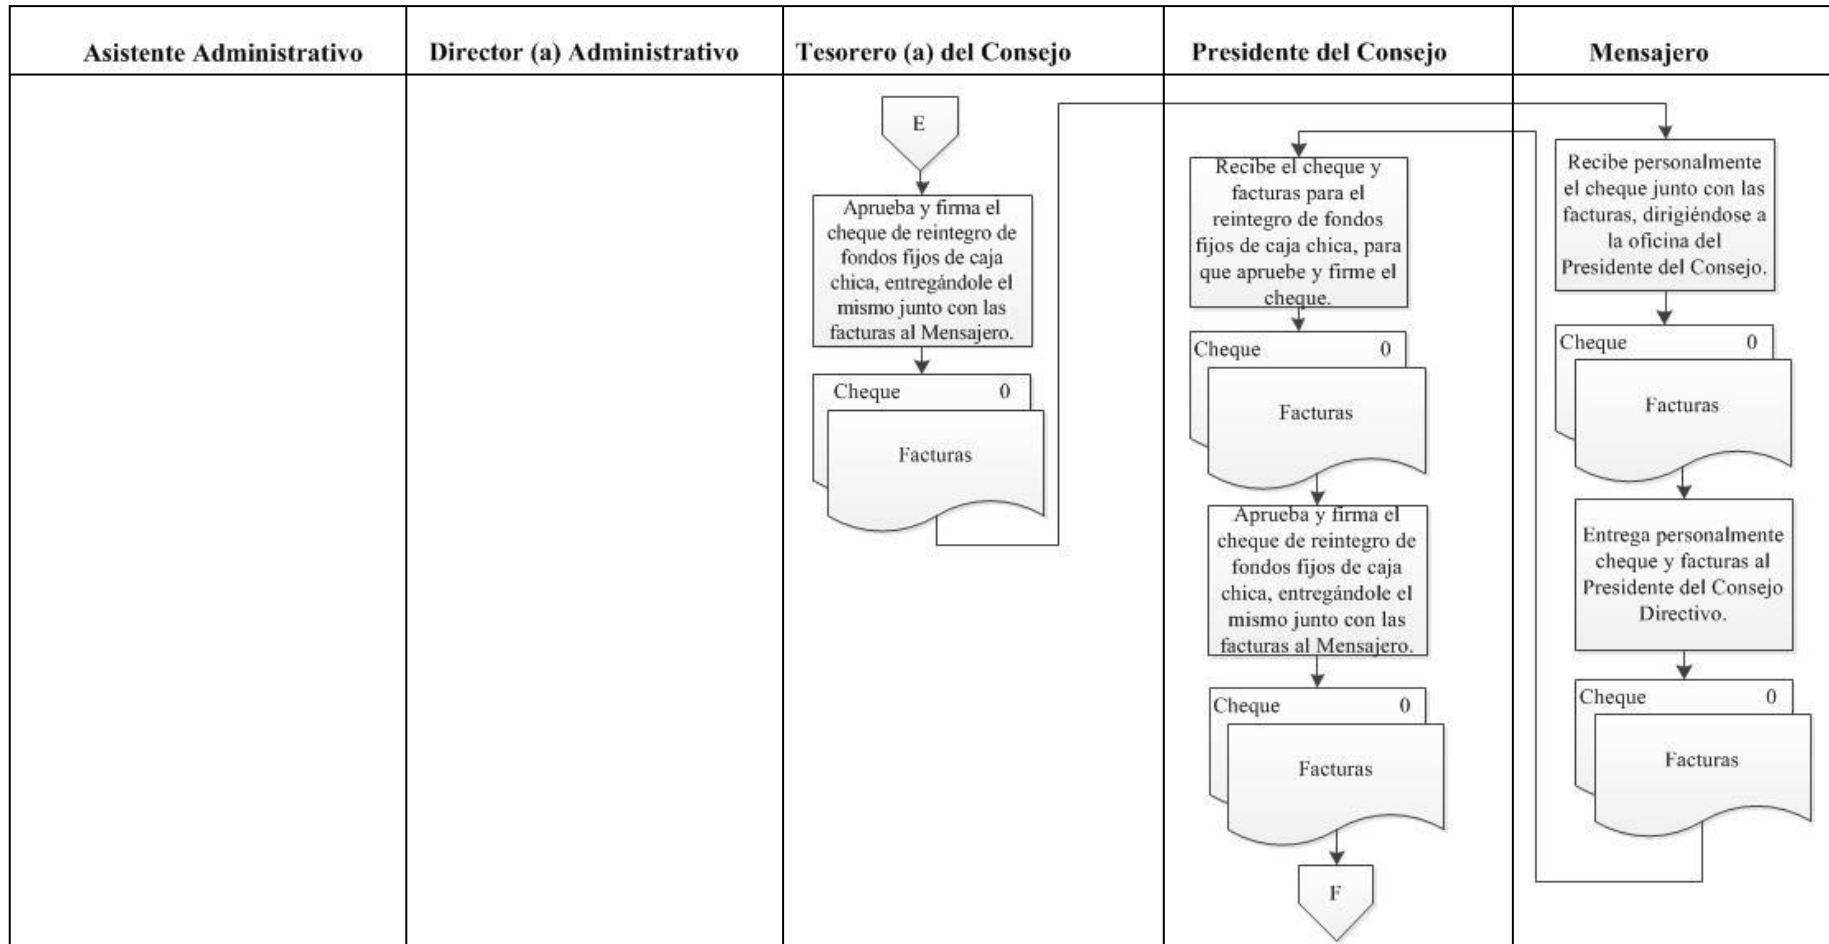 Asistente Administrativo
Director (a) Administrativo
Tesorero (a) del Consejo
Presidente del Consejo
Mensajero
E
Aprueba y firma el
cheque de reintegro de
fondos fijos de caja
chica, entregándole el
mismo junto con las
facturas al Mensajero.
Cheque 0
Facturas
Recibe personalmente
el cheque junto con las
facturas, dirigiéndose a
la oficina del
Presidente del Consejo.
Cheque 0
Facturas
Entrega personalmente
cheque y facturas al
Presidente del Consejo
Directivo.
Cheque 0
Facturas
Recibe el cheque y
facturas para el
reintegro de fondos
fijos de caja chica, para
que apruebe y firme el
cheque.
Cheque 0
Facturas
Aprueba y firma el
cheque de reintegro de
fondos fijos de caja
chica, entregándole el
mismo junto con las
facturas al Mensajero.
Cheque 0
Facturas
F